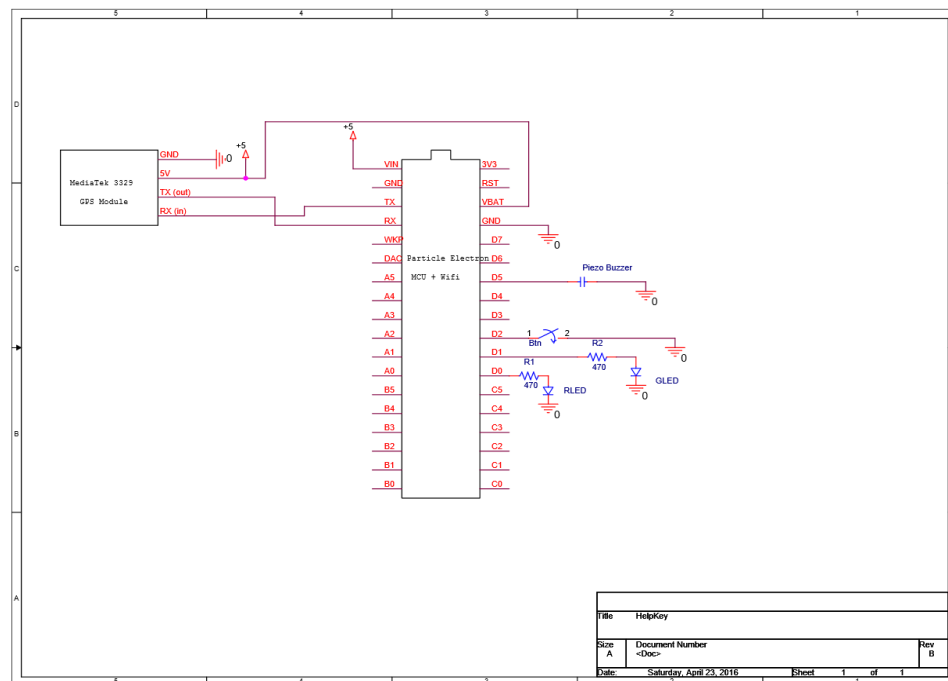 5 4 3 2 1
D
C
B
A
MediaTek 3329
GPS Module
GND
5V
TX (out)
RX (in)
0
+5
+5
VIN
GND
TX
RX
WKP
DAC
A5
A4
A3
A2
A1
A0
B5
B4
B3
B2
B1
B0
Particle Electron
MCU + Wifi
3V3
RST
VBAT
GND
D7
D6
D5
D4
D3
D2
D1
D0
C5
C4
C3
C2
C1
C0
0
Piezo Buzzer
0
1 2
Btn
0
R2
470
GLED
0
R1
470
RLED
0
Title HelpKey
Size Document Number Rev
A <Doc> B
Date: Saturday, April 23, 2016 Sheet 1 of 1
5 4 3 2 1